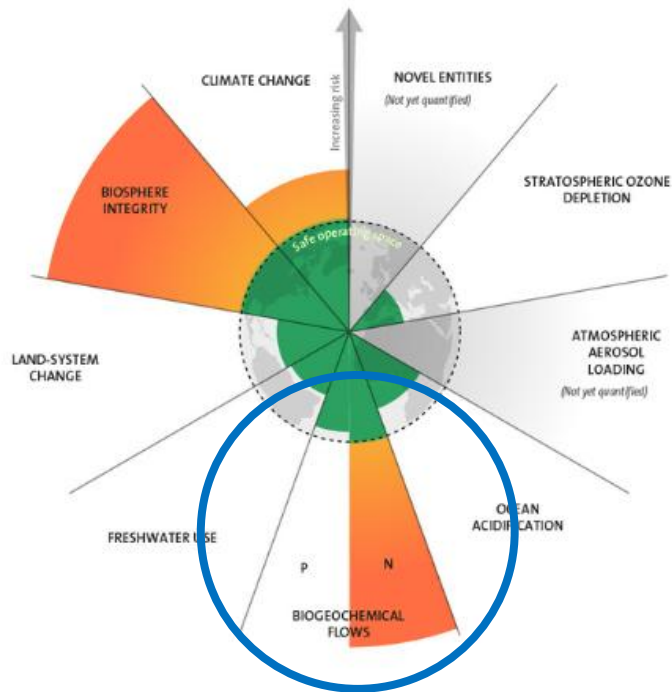 CLIMATE CHANGE
Increasing risk
NOVEL ENTITIES
(Not yet quantified)
BIOSPHERE
INTEGRITY
STRATOSPHERIC OZONE
DEPLETION
Safe operating space
LAND-SYSTEM
CHANGE
ATMOSPHERIC
AEROSOL
LOADING
(Not yet quantified)
FRESHWATER USE
OCEAN
ACIDIFICATION
P
N
BIOGEOCHEMICAL
FLOWS